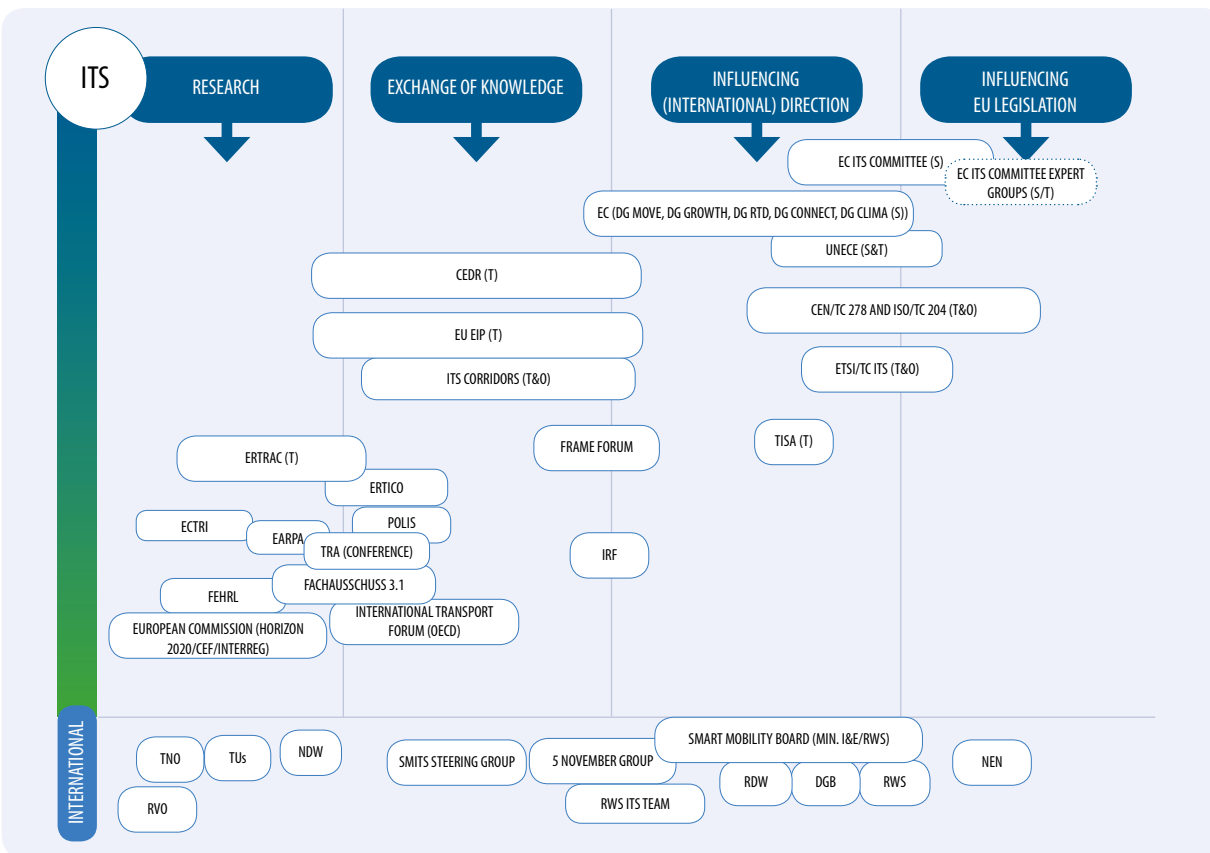 ITS
RESEARCH
EXCHANGE OF KNOWLEDGE
INFLUENCING
(INTERNATIONAL) DIRECTION
INFLUENCING
EU LEGISLATION
EC ITS COMMITTEE (S)
EC ITS COMMITTEE EXPERT
GROUPS (S/T)
EC (DG MOVE, DG GROWTH, DG RTD, DG CONNECT, DG CLIMA (S))
UNECE (S&T)
CEDR (T)
CEN/TC 278 AND ISO/TC 204 (T&O)
EU EIP (T)
ITS CORRIDORS (T&O)
ETSI/TC ITS (T&O)
FRAME FORUM
TISA (T)
ERTRAC (T)
ERTICO
ECTRI
POLIS
EARPA
TRA (CONFERENCE)
IRF
FACHAUSSCHUSS 3.1
FEHRL
INTERNATIONAL TRANSPORT
FORUM (OECD)
EUROPEAN COMMISSION (HORIZON
2020/CEF/INTERREG)
INTERNATIONAL
TNO
TUs
NDW
SMITS STEERING GROUP
5 NOVEMBER GROUP
SMART MOBILITY BOARD (MIN. I&E/RWS)
NEN
RDW
DGB
RWS
RVO
RWS ITS TEAM